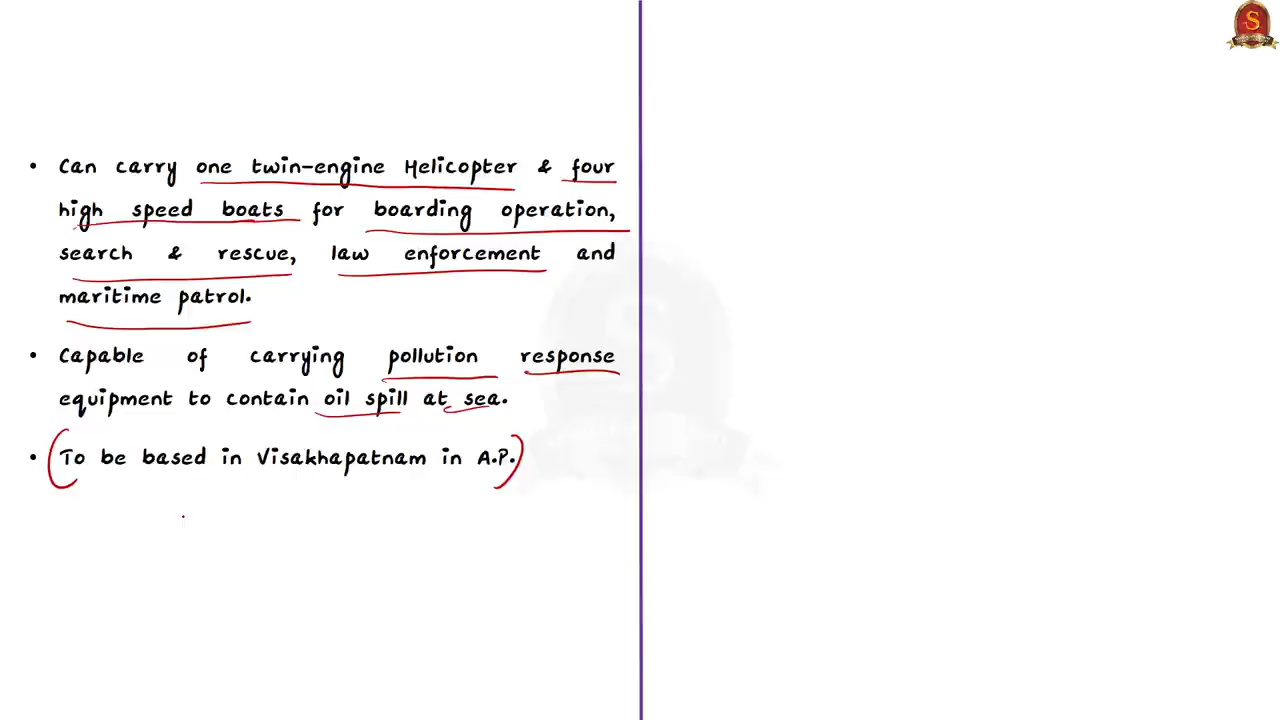 S
• Can carry one twin-engine Helicopter & four
high speed boats for boarding operation,
search & rescue, law enforcement and
maritime patrol.
• Capable of carrying pollution response
equipment to contain oil spill at sea.
• To be based in Visakhapatnam in A.P.